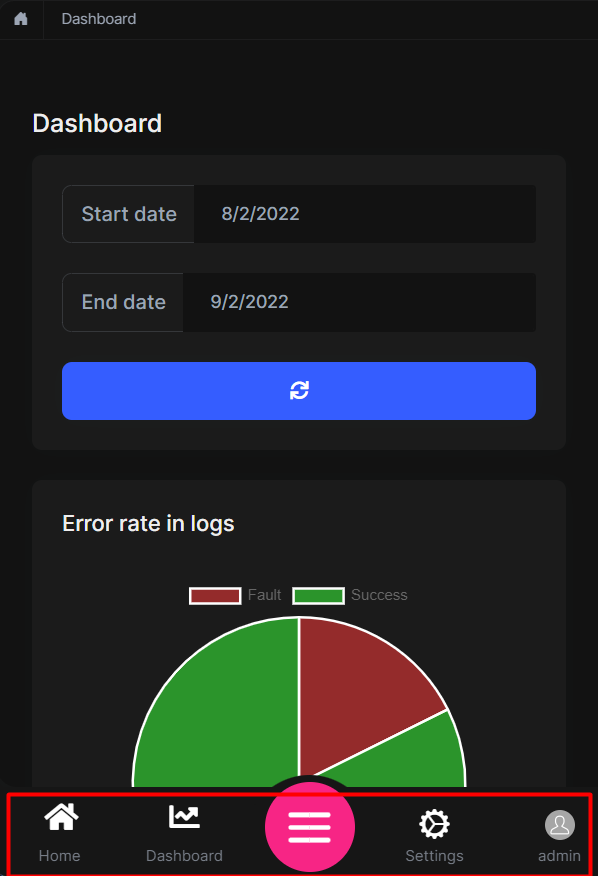 Dashboard
Dashboard
Start date 8/2/2022
End date 9/2/2022
Error rate in logs
Fault Success
Home Dashboard Settings admin